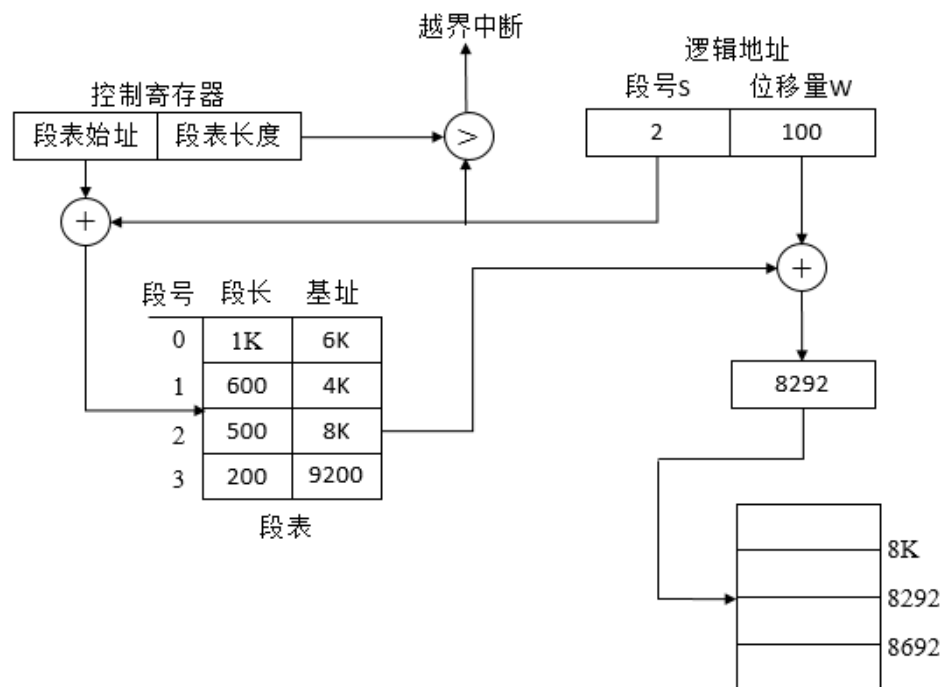 越界中断
逻辑地址
控制寄存器
段号S 位移量W
段表始址 段表长度
>
2 100
+
+
段号 段长 基址
0 1K 6K
1 600 4K
8292
2 500 8K
3 200 9200
段表
8K
8292
8692